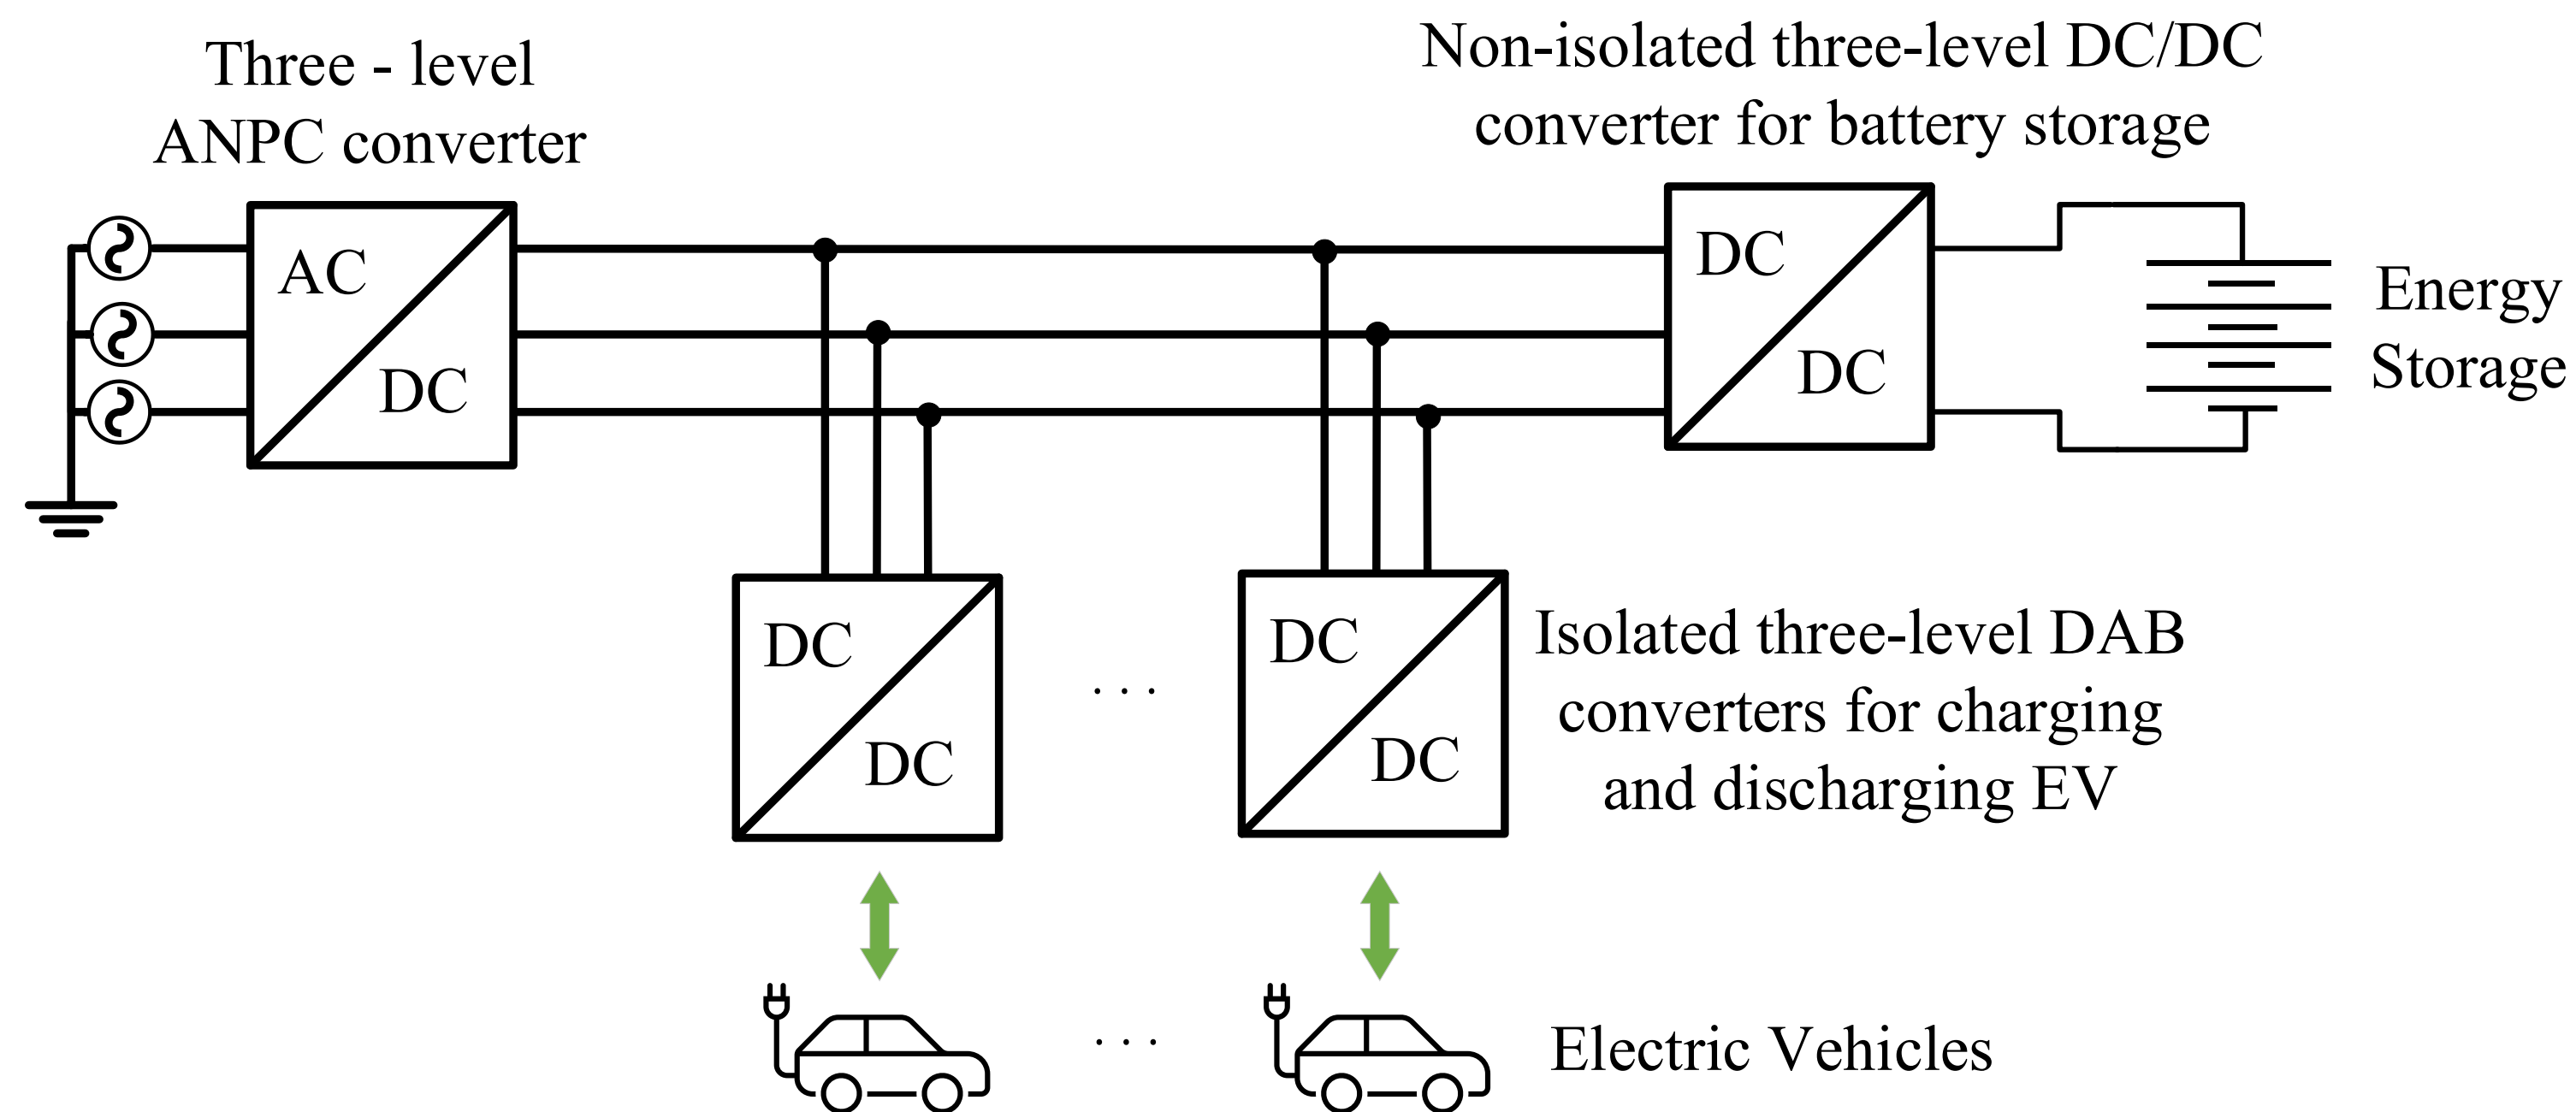 Three - level
ANPC converter
Non-isolated three-level DC/DC
converter for battery storage
AC
DC
DC
DC
Energy
Storage
DC
DC
. . .
DC
DC
Isolated three-level DAB
converters for charging
and discharging EV
. . .
Electric Vehicles